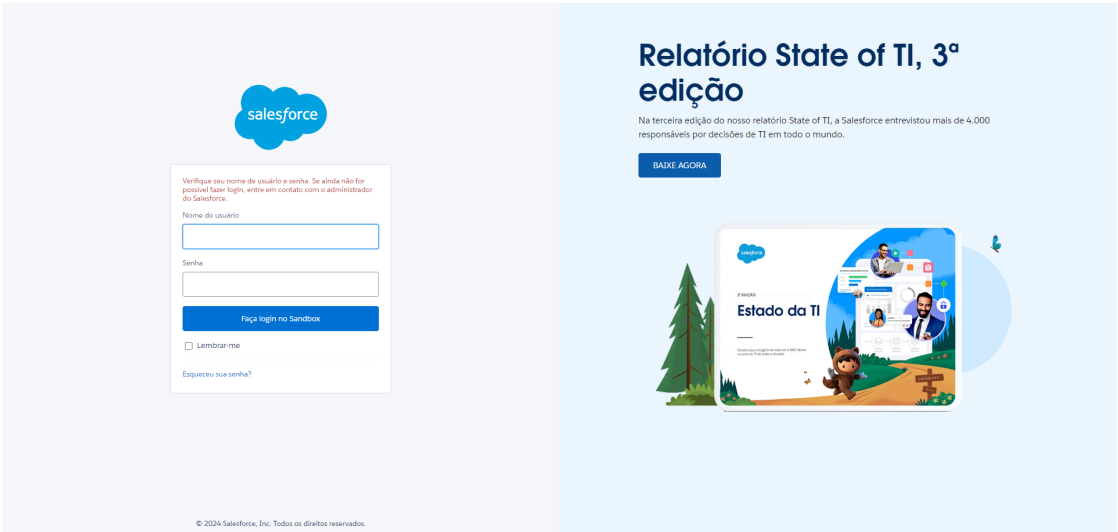 salesforce
Verifique seu nome de usuário e senha. Se ainda não for
possível fazer login, entre em contato com o administrador
do Salesforce.
Nome do usuário
Senha
Faça login no Sandbox
Lembrar-me
Esqueceu sua senha?
© 2024 Salesforce, Inc. Todos os direitos reservados.
Relatório State of TI, 3ª
edição
Na terceira edição do nosso relatório State of TI, a Salesforce entrevistou mais de 4.000
responsáveis por decisões de TI em todo o mundo.
BAIXE AGORA
salesforce
3ª EDIÇÃO
Estado da TI